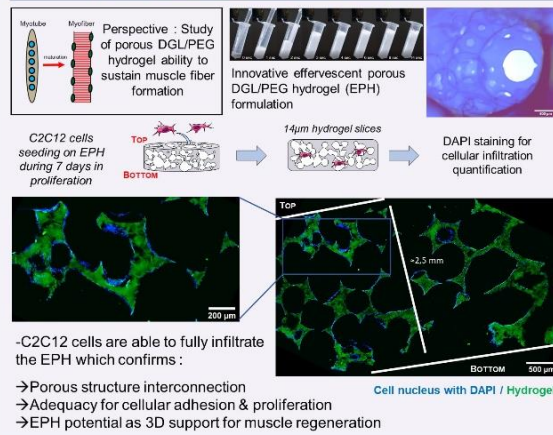 Myotube
Myofiber
maturation
Perspective : Study
of porous DGL/PEG
hydrogel ability to
sustain muscle fiber
formation
Innovative effervescent porous
DGL/PEG hydrogel (EPH)
formulation
C2C12 cells
seeding on EPH
during 7 days in
proliferation
TOP
BOTTOM
14µm hydrogel slices
DAPI staining for
cellular infiltration
quantification
200 µm
TOP
≈2,5 mm
BOTTOM
500 µm
Cell nucleus with DAPI / Hydrogel
-C2C12 cells are able to fully infiltrate
the EPH which confirms :
→Porous structure interconnection
→Adequacy for cellular adhesion & proliferation
→EPH potential as 3D support for muscle regeneration